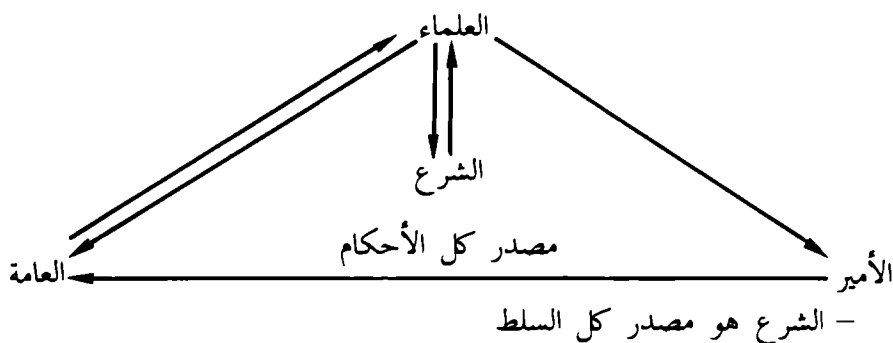 العلماء
الشرع
مصدر كل الأحكام
الأمير
العامة
– الشرع هو مصدر كل السلط